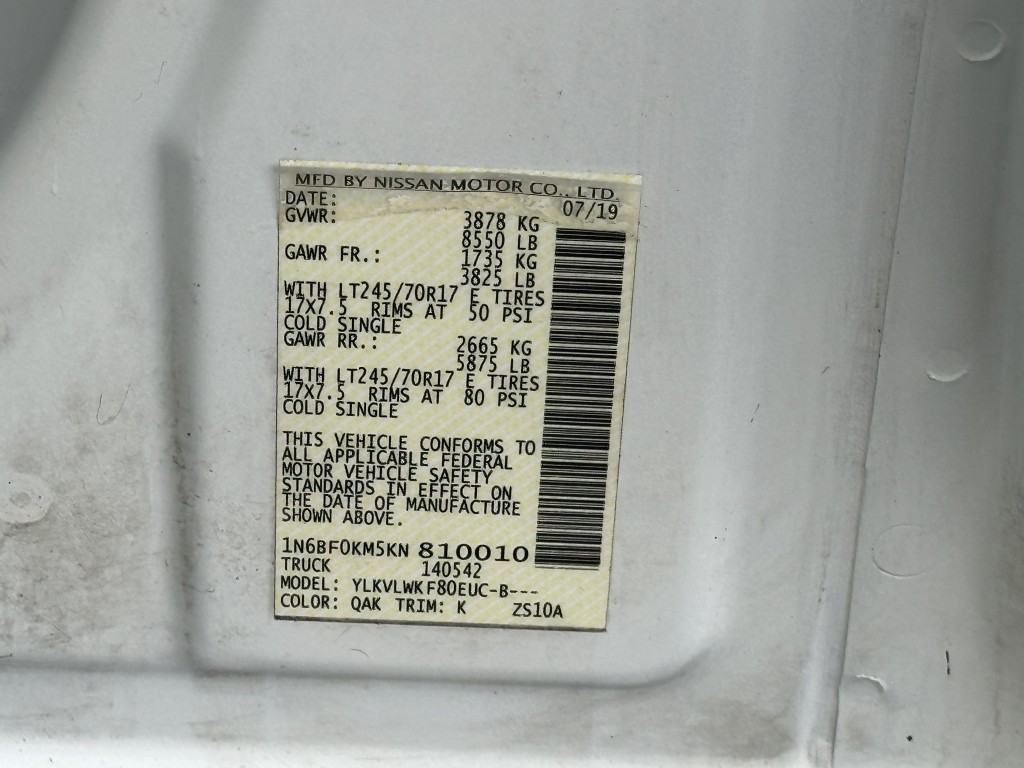 MFD BY NISSAN MOTOR CO., LTD.
DATE: 07/19
GVWR: 3878 KG
8550 LB
GAWR FR.: 1735 KG
3825 LB
WITH LT245/70R17 E TIRES
17X7.5 RIMS AT 50 PSI
COLD SINGLE
GAWR RR.: 2665 KG
5875 LB
WITH LT245/70R17 E TIRES
17X7.5 RIMS AT 80 PSI
COLD SINGLE
THIS VEHICLE CONFORMS TO
ALL APPLICABLE FEDERAL
MOTOR VEHICLE SAFETY
STANDARDS IN EFFECT ON
THE DATE OF MANUFACTURE
SHOWN ABOVE.
1N6BF0KM5KN 810010
TRUCK 140542
MODEL: YLKVLWKF80EUC-B---
COLOR: QAK TRIM: K ZS10A